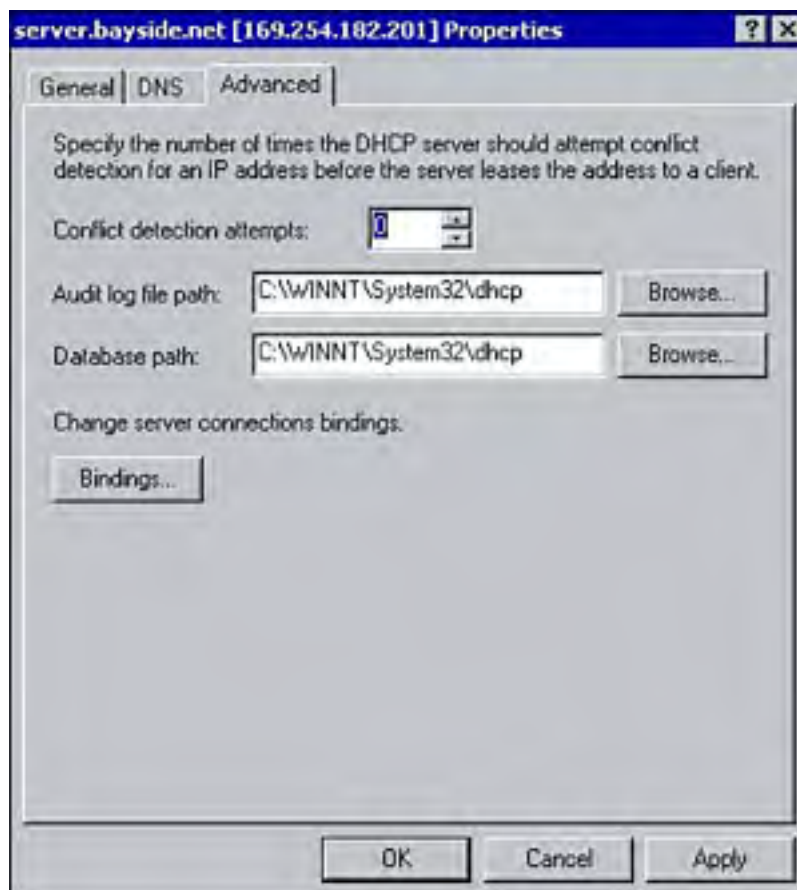 server.bayside.net [169.254.182.201] Properties
General DNS Advanced
Specify the number of times the DHCP server should attempt conflict
detection for an IP address before the server leases the address to a client.
Conflict detection attempts: 0
Audit log file path: C:\WINNT\System32\dhcp Browse...
Database path: C:\WINNT\System32\dhcp Browse...
Change server connections bindings.
Bindings...
OK Cancel Apply